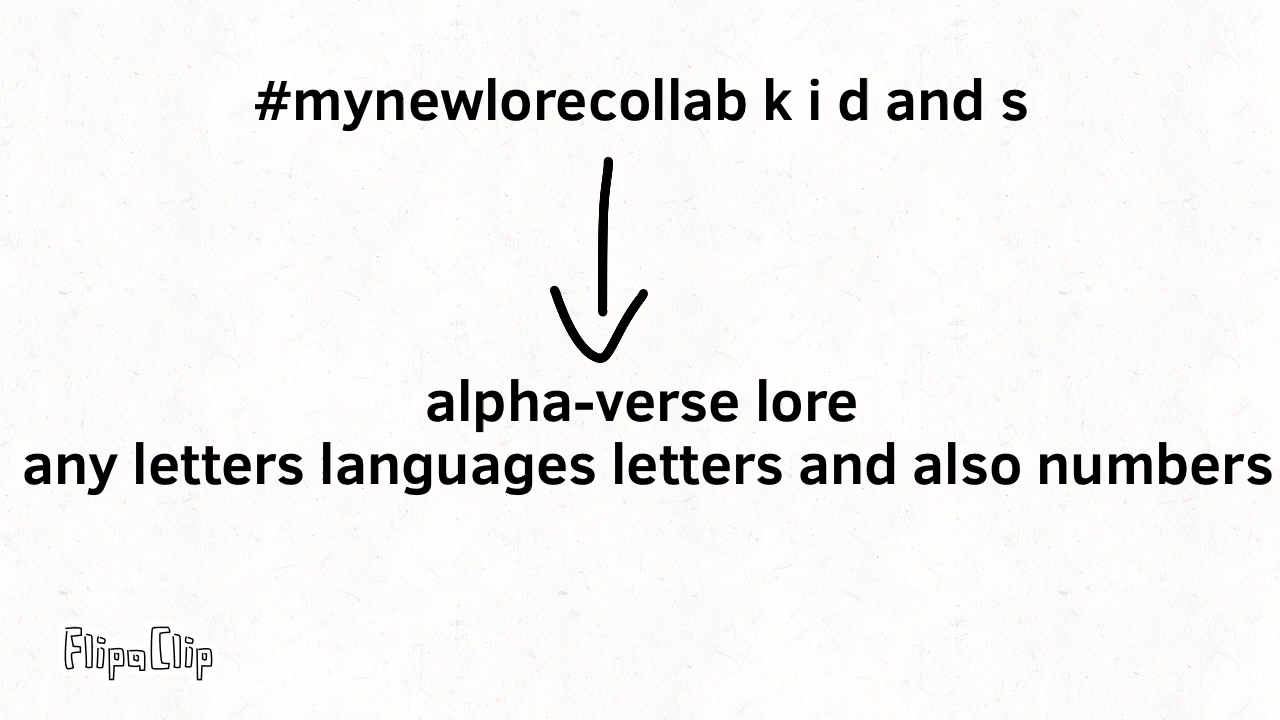 #mynewlorecollab k i d and s
alpha-verse lore
any letters languages letters and also numbers
FlipaClip